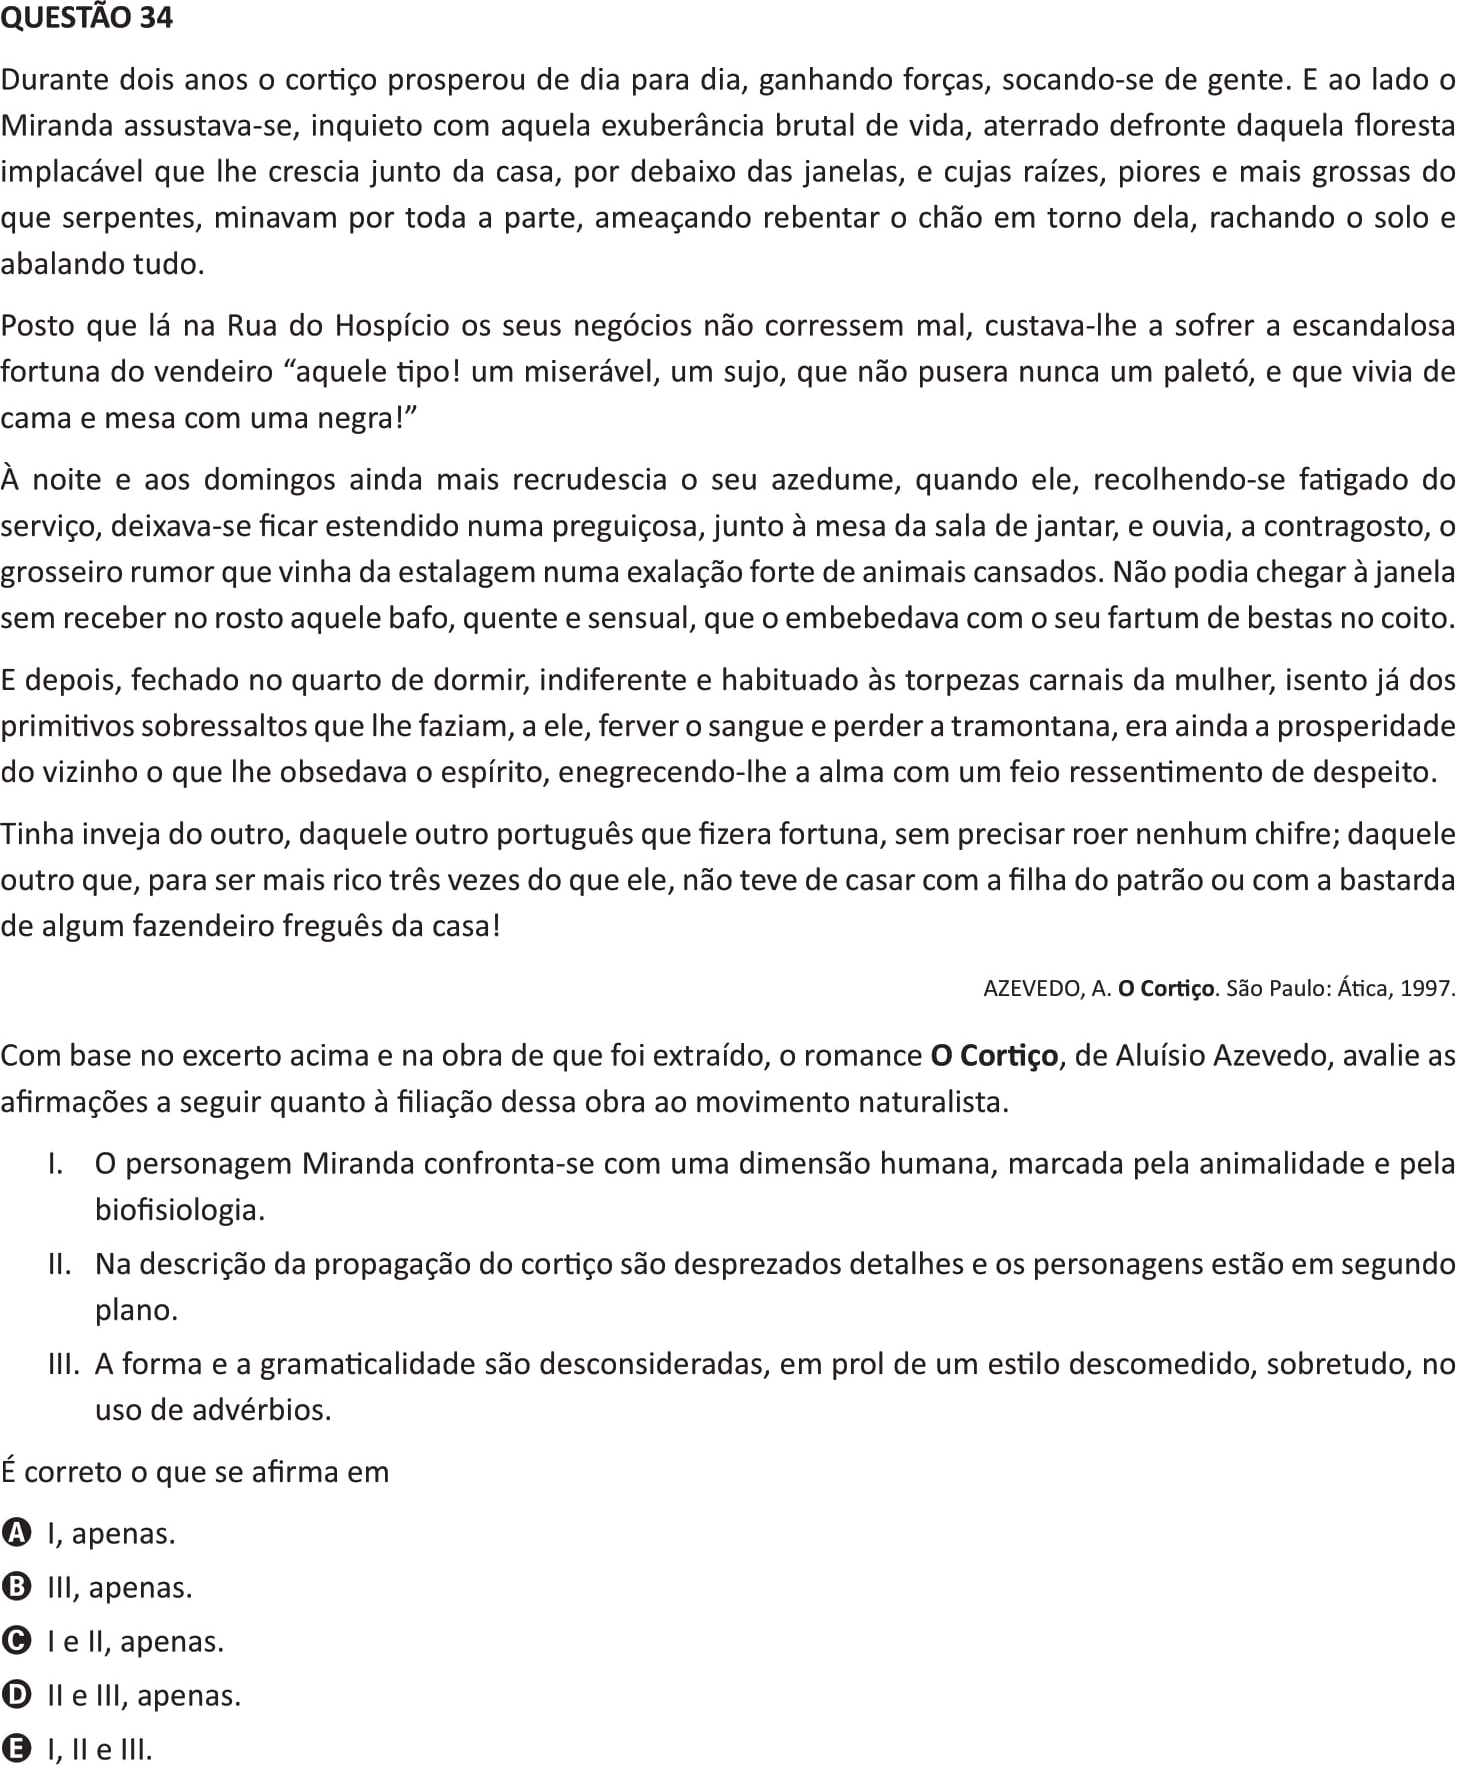 QUESTÃO 34
Durante dois anos o cortiço prosperou de dia para dia, ganhando forças, socando-se de gente. E ao lado o
Miranda assustava-se, inquieto com aquela exuberância brutal de vida, aterrado defronte daquela floresta
implacável que lhe crescia junto da casa, por debaixo das janelas, e cujas raízes, piores e mais grossas do
que serpentes, minavam por toda a parte, ameaçando rebentar o chão em torno dela, rachando o solo e
abalando tudo.
Posto que lá na Rua do Hospício os seus negócios não corressem mal, custava-lhe a sofrer a escandalosa
fortuna do vendeiro “aquele tipo! um miserável, um sujo, que não pusera nunca um paletó, e que vivia de
cama e mesa com uma negra!”
À noite e aos domingos ainda mais recrudescia o seu azedume, quando ele, recolhendo-se fatigado do
serviço, deixava-se ficar estendido numa preguiçosa, junto à mesa da sala de jantar, e ouvia, a contragosto, o
grosseiro rumor que vinha da estalagem numa exalação forte de animais cansados. Não podia chegar à janela
sem receber no rosto aquele bafo, quente e sensual, que o embebedava com o seu fartum de bestas no coito.
E depois, fechado no quarto de dormir, indiferente e habituado às torpezas carnais da mulher, isento já dos
primitivos sobressaltos que lhe faziam, a ele, ferver o sangue e perder a tramontana, era ainda a prosperidade
do vizinho o que lhe obsedava o espírito, enegrecendo-lhe a alma com um feio ressentimento de despeito.
Tinha inveja do outro, daquele outro português que fizera fortuna, sem precisar roer nenhum chifre; daquele
outro que, para ser mais rico três vezes do que ele, não teve de casar com a filha do patrão ou com a bastarda
de algum fazendeiro freguês da casa!
AZEVEDO, A. O Cortiço. São Paulo: Ática, 1997.
Com base no excerto acima e na obra de que foi extraído, o romance O Cortiço, de Aluísio Azevedo, avalie as
afirmações a seguir quanto à filiação dessa obra ao movimento naturalista.
I. O personagem Miranda confronta-se com uma dimensão humana, marcada pela animalidade e pela
biofisiologia.
II. Na descrição da propagação do cortiço são desprezados detalhes e os personagens estão em segundo
plano.
III. A forma e a gramaticalidade são desconsideradas, em prol de um estilo descomedido, sobretudo, no
uso de advérbios.
É correto o que se afirma em
A I, apenas.
B III, apenas.
C I e II, apenas.
D II e III, apenas.
E I, II e III.